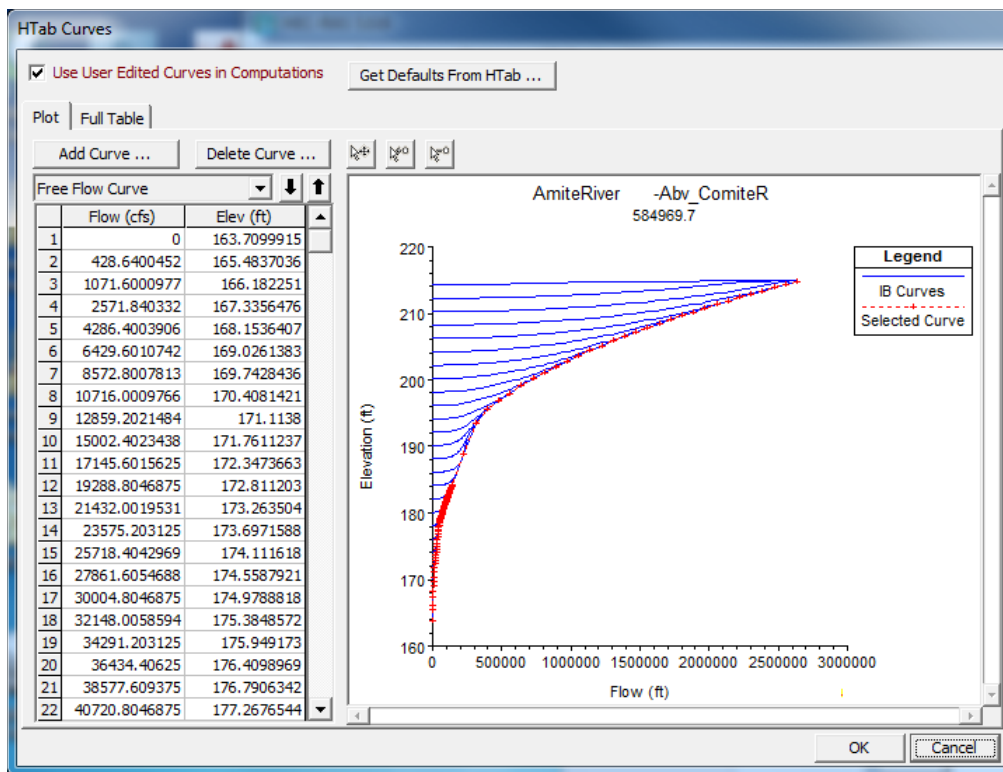 HTab Curves
Use User Edited Curves in Computations
Get Defaults From HTab ...
Plot
Full Table
Add Curve ...
Delete Curve ...
Free Flow Curve
Flow (cfs) Elev (ft)
1 0 163.7099915
2 428.6400452 165.4837036
3 1071.6000977 166.182251
4 2571.840332 167.3356476
5 4286.4003906 168.1536407
6 6429.6010742 169.0261383
7 8572.8007813 169.7428436
8 10716.0009766 170.4081421
9 12859.2021484 171.1138
10 15002.4023438 171.7611237
11 17145.6015625 172.3473663
12 19288.8046875 172.811203
13 21432.0019531 173.263504
14 23575.203125 173.6971588
15 25718.4042969 174.111618
16 27861.6054688 174.5587921
17 30004.8046875 174.9788818
18 32148.0058594 175.3848572
19 34291.203125 175.949173
20 36434.40625 176.4098969
21 38577.609375 176.7906342
22 40720.8046875 177.2676544
AmiteRiver -Abv_ComiteR
584969.7
220
210
200
190
180
170
160
Elevation (ft)
0 500000 1000000 1500000 2000000 2500000 3000000
Flow (ft)
Legend
IB Curves
Selected Curve
OK
Cancel